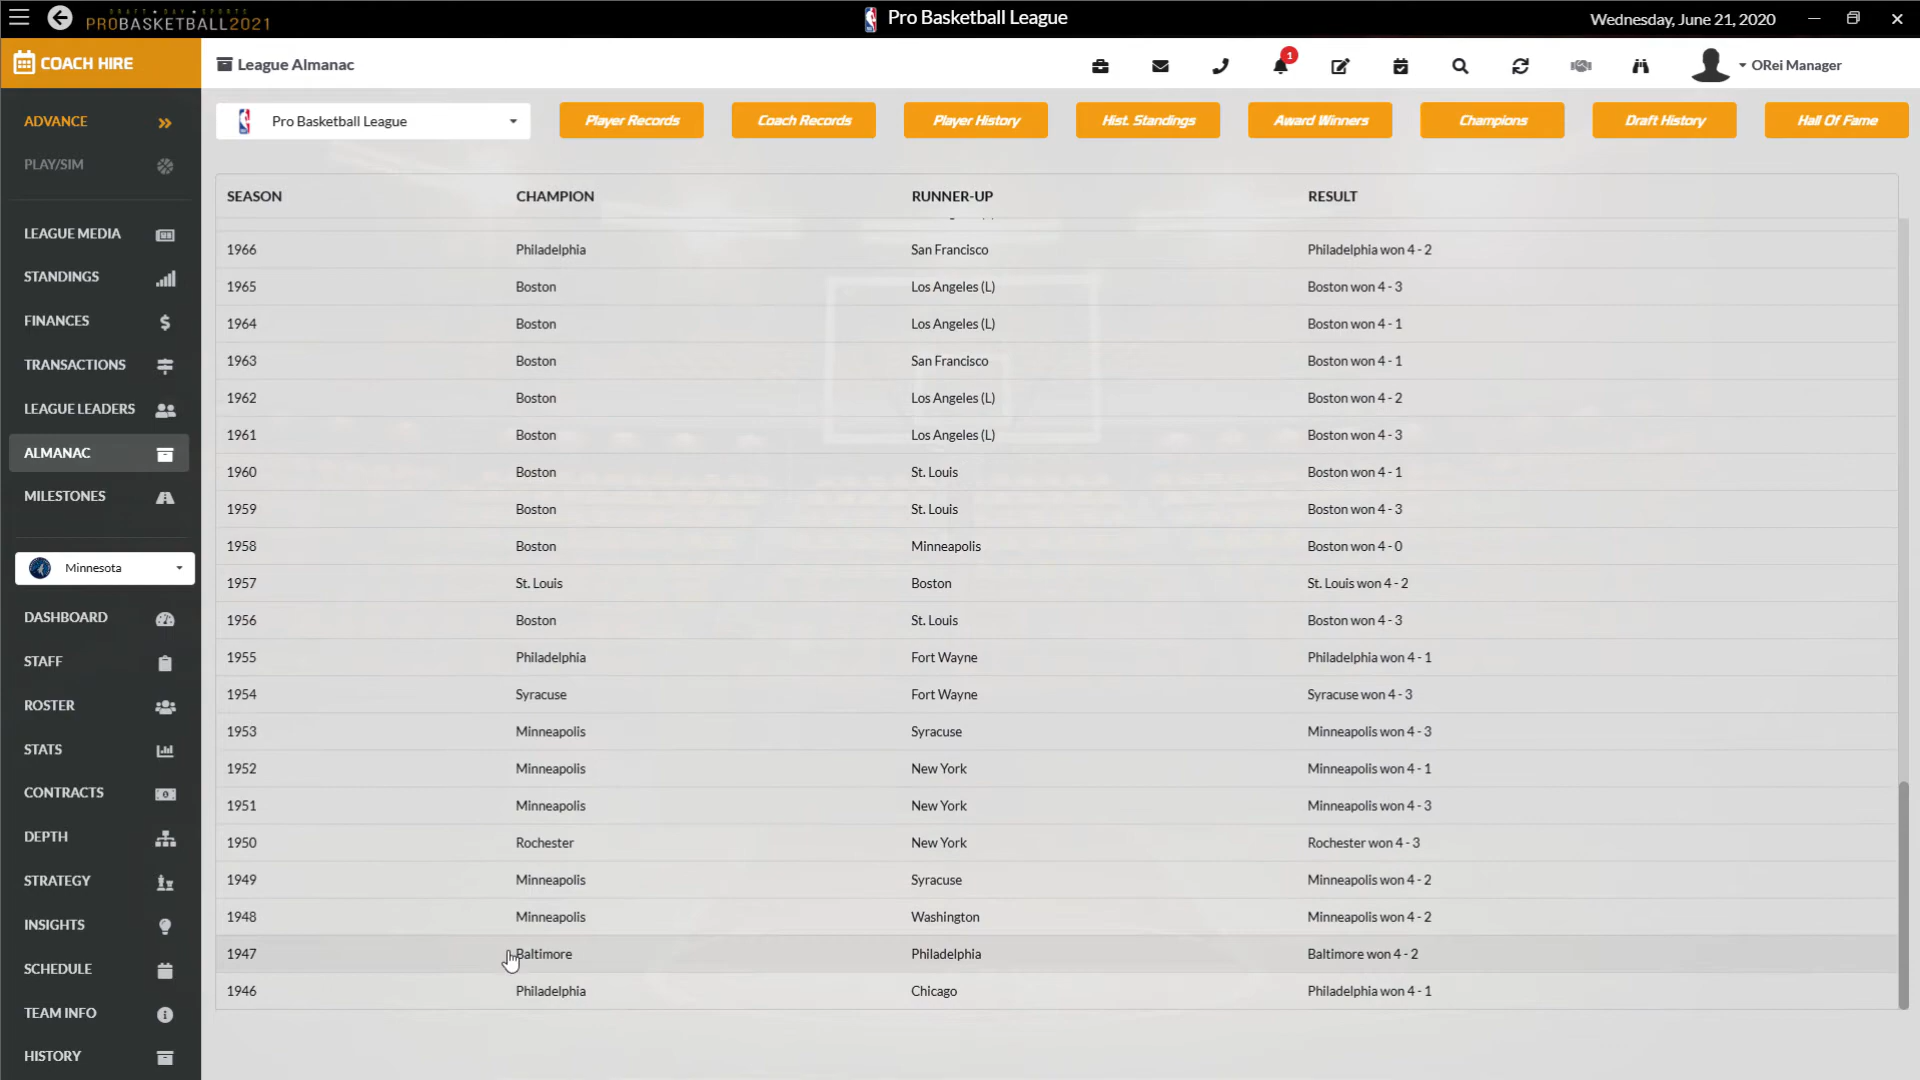 DRAFT • DAY • SPORTS
PROBASKETBALL2021
Pro Basketball League
Wednesday, June 21, 2020
COACH HIRE
League Almanac
1
ORei Manager
ADVANCE
Pro Basketball League
Player Records
Coach Records
Player History
Hist. Standings
Award Winners
Champions
Draft History
Hall Of Fame
PLAY/SIM
LEAGUE MEDIA
STANDINGS
FINANCES
TRANSACTIONS
LEAGUE LEADERS
ALMANAC
MILESTONES
Minnesota
DASHBOARD
STAFF
ROSTER
STATS
CONTRACTS
DEPTH
STRATEGY
INSIGHTS
SCHEDULE
TEAM INFO
HISTORY
SEASON CHAMPION RUNNER-UP RESULT
1966 Philadelphia San Francisco Philadelphia won 4 - 2
1965 Boston Los Angeles (L) Boston won 4 - 3
1964 Boston Los Angeles (L) Boston won 4 - 1
1963 Boston San Francisco Boston won 4 - 1
1962 Boston Los Angeles (L) Boston won 4 - 2
1961 Boston Los Angeles (L) Boston won 4 - 3
1960 Boston St. Louis Boston won 4 - 1
1959 Boston St. Louis Boston won 4 - 3
1958 Boston Minneapolis Boston won 4 - 0
1957 St. Louis Boston St. Louis won 4 - 2
1956 Boston St. Louis Boston won 4 - 3
1955 Philadelphia Fort Wayne Philadelphia won 4 - 1
1954 Syracuse Fort Wayne Syracuse won 4 - 3
1953 Minneapolis Syracuse Minneapolis won 4 - 3
1952 Minneapolis New York Minneapolis won 4 - 1
1951 Minneapolis New York Minneapolis won 4 - 3
1950 Rochester New York Rochester won 4 - 3
1949 Minneapolis Syracuse Minneapolis won 4 - 2
1948 Minneapolis Washington Minneapolis won 4 - 2
1947 Baltimore Philadelphia Baltimore won 4 - 2
1946 Philadelphia Chicago Philadelphia won 4 - 1